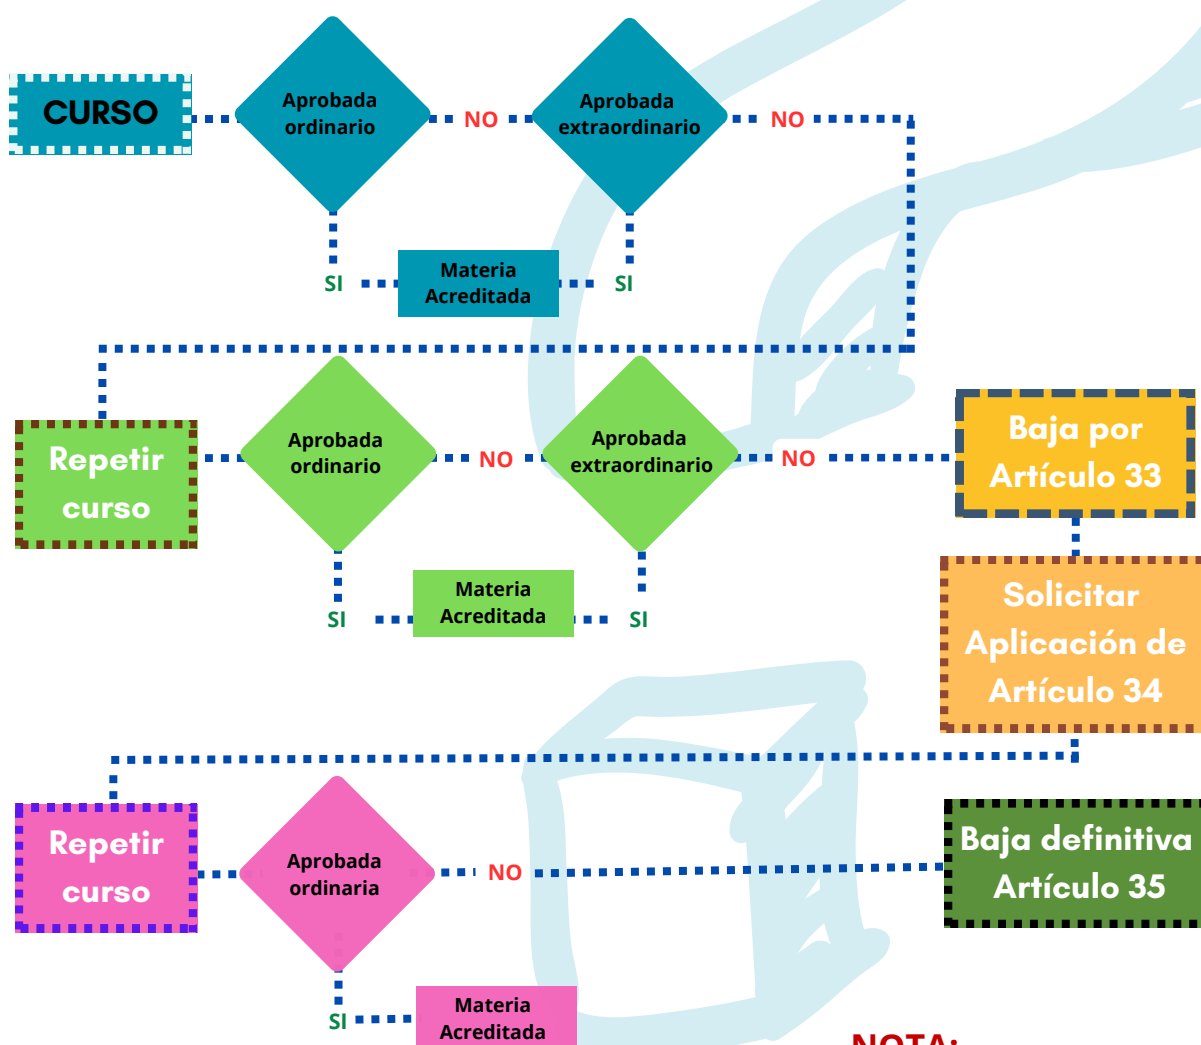 CURSO
Aprobada
ordinario
NO
Aprobada
extraordinario
NO
SI
Materia
Acreditada
SI
Repetir
curso
Aprobada
ordinario
NO
Aprobada
extraordinario
NO
Baja por
Artículo 33
SI
Materia
Acreditada
SI
Solicitar
Aplicación de
Artículo 34
Repetir
curso
Aprobada
ordinaria
NO
Baja definitiva
Artículo 35
SI
Materia
Acreditada
NOTA: